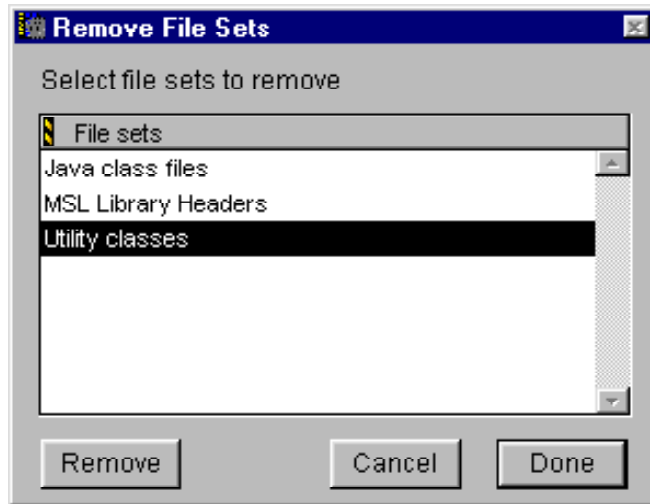 Remove File Sets
Select file sets to remove
File sets
Java class files
MSL Library Headers
Utility classes
Remove Cancel Done